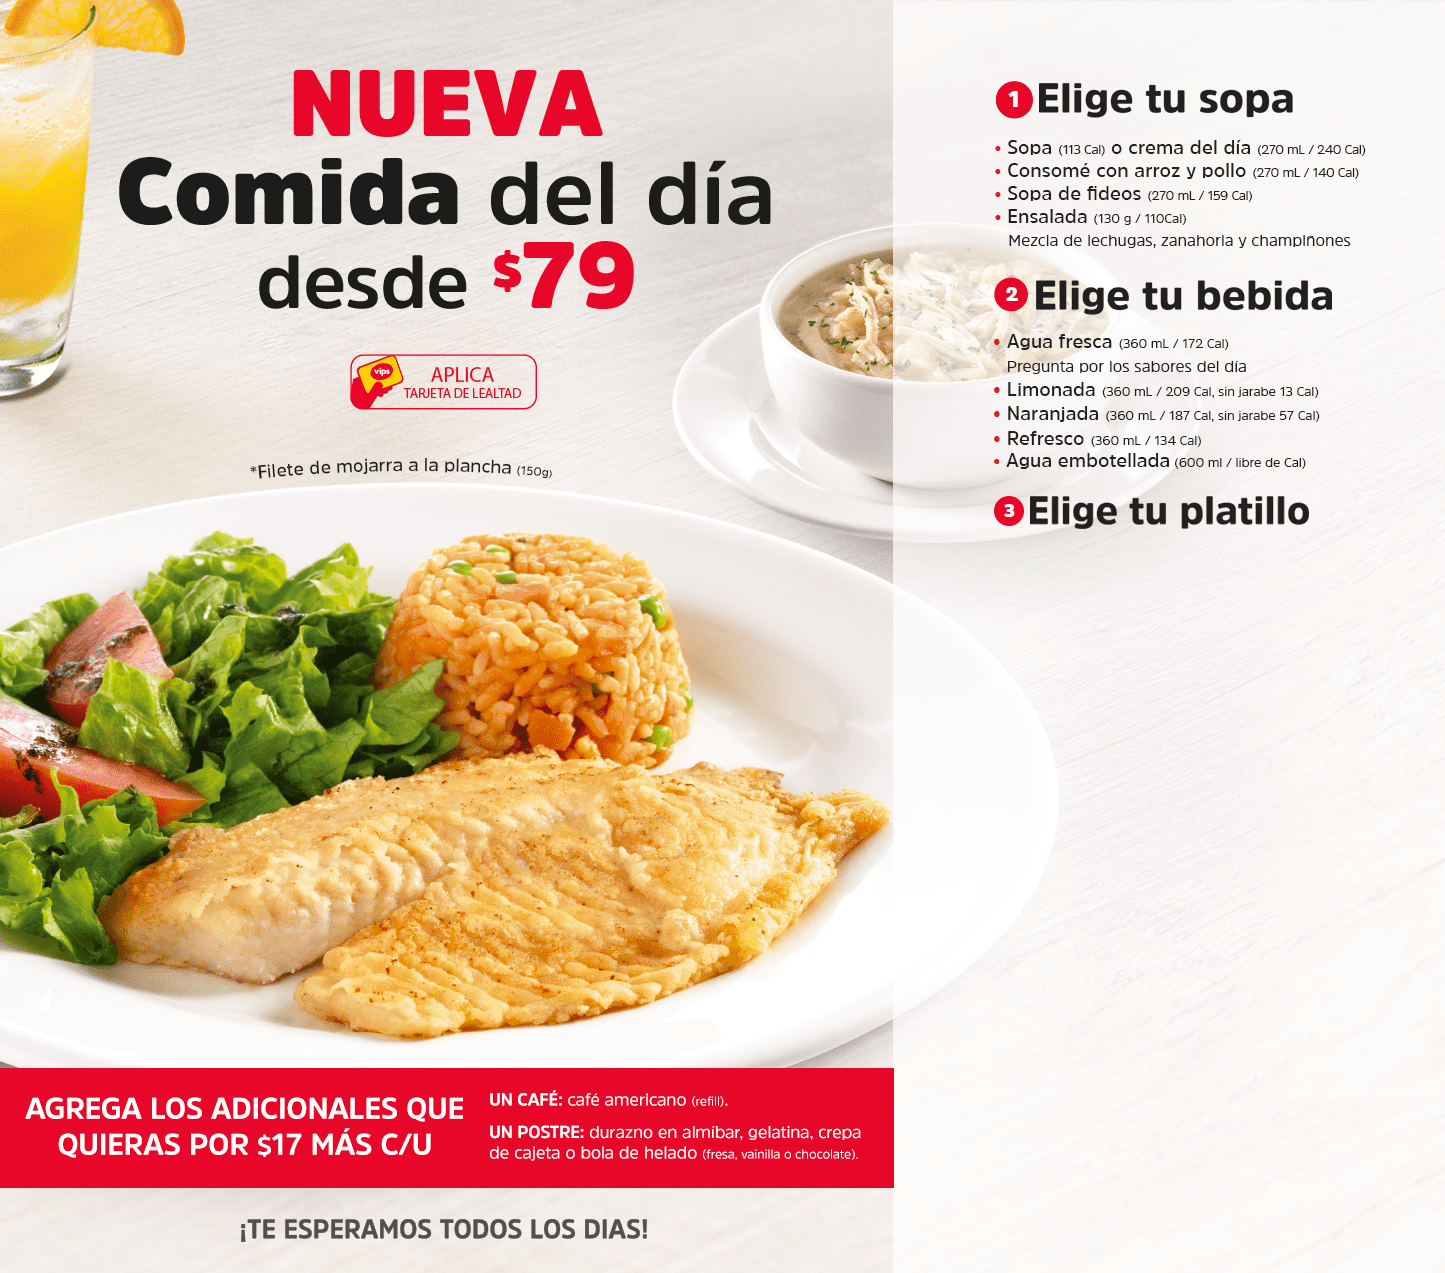 NUEVA
Comida del día
desde $79
vips
APLICA
TARJETA DE LEALTAD
*Filete de mojarra a la plancha (150g)
AGREGA LOS ADICIONALES QUE
QUIERAS POR $17 MÁS C/U
UN CAFÉ: café americano (refill).
UN POSTRE: durazno en almíbar, gelatina, crepa
de cajeta o bola de helado (fresa, vainilla o chocolate).
¡TE ESPERAMOS TODOS LOS DIAS!
1 Elige tu sopa
• Sopa (113 Cal) o crema del día (270 mL / 240 Cal)
• Consomé con arroz y pollo (270 mL / 140 Cal)
• Sopa de fideos (270 mL / 159 Cal)
• Ensalada (130 g / 110Cal)
Mezcla de lechugas, zanahoria y champiñones
2 Elige tu bebida
• Agua fresca (360 mL / 172 Cal)
Pregunta por los sabores del día
• Limonada (360 mL / 209 Cal, sin jarabe 13 Cal)
• Naranjada (360 mL / 187 Cal, sin jarabe 57 Cal)
• Refresco (360 mL / 134 Cal)
• Agua embotellada (600 ml / libre de Cal)
3 Elige tu platillo